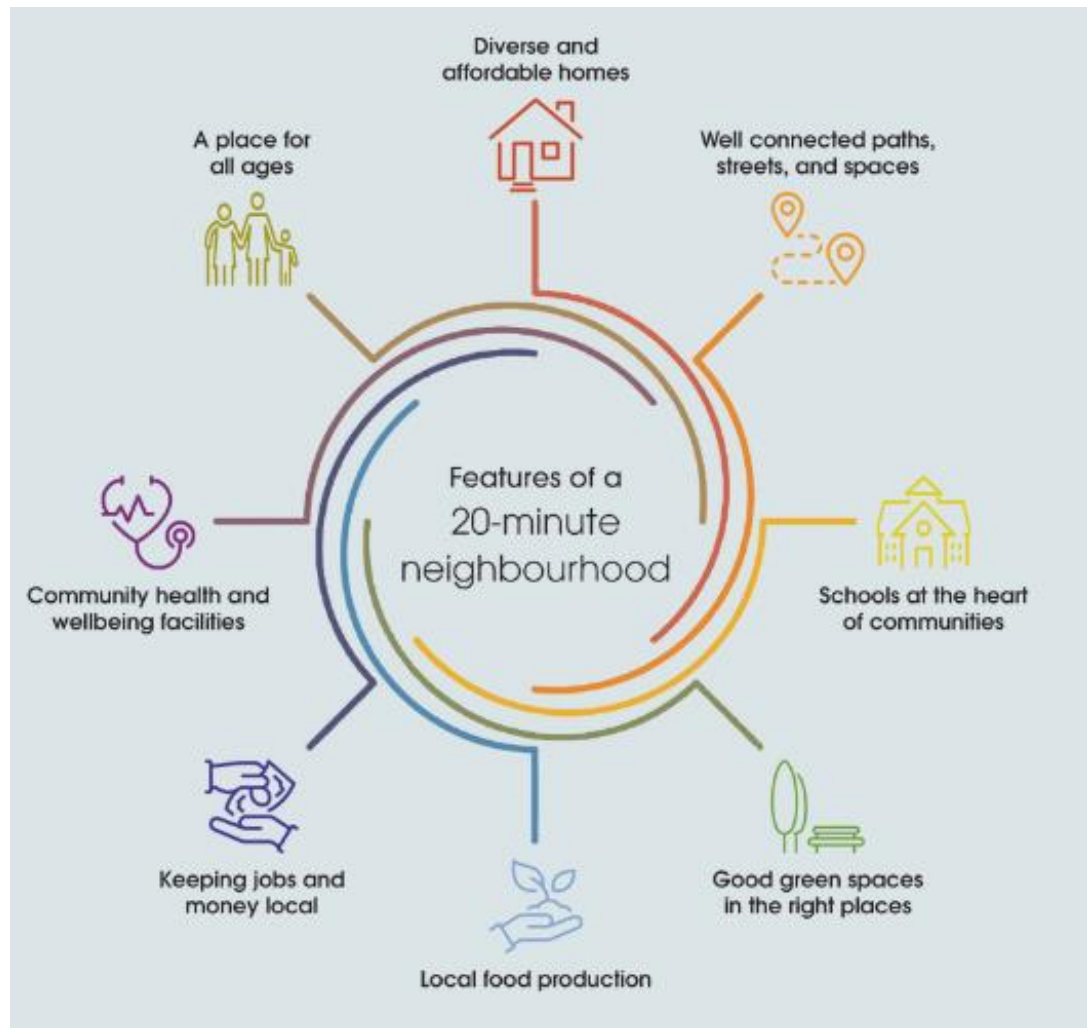 Diverse and
affordable homes
Well connected paths,
streets, and spaces
Schools at the heart
of communities
Good green spaces
in the right places
Local food production
Keeping jobs and
money local
Community health and
wellbeing facilities
A place for
all ages
Features of a
20-minute
neighbourhood